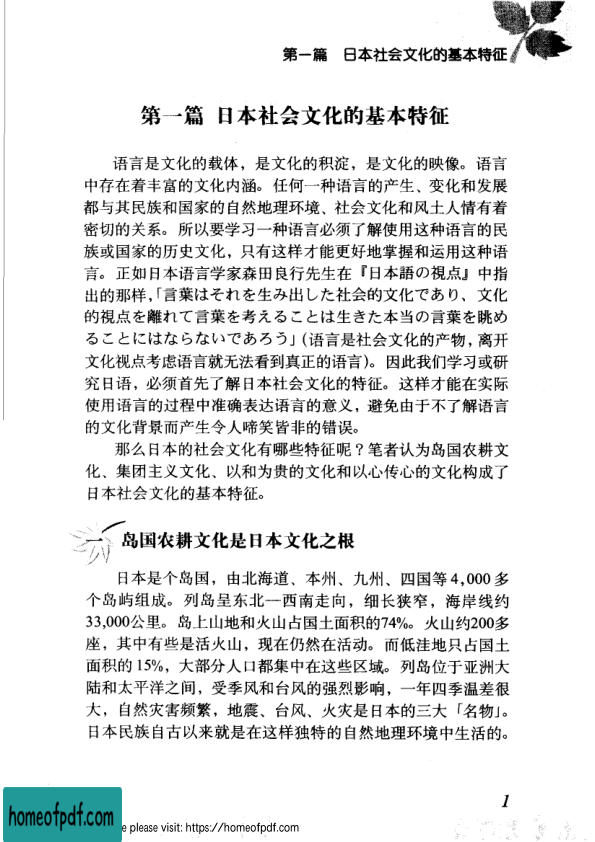 第一篇 日本社会文化的基本特征
第一篇 日本社会文化的基本特征
语言是文化的载体，是文化的积淀，是文化的映像。语言
中存在着丰富的文化内涵。任何一种语言的产生、变化和发展
都与其民族和国家的自然地理环境、社会文化和风土人情有着
密切的关系。所以要学习一种语言必须了解使用这种语言的民
族或国家的历史文化，只有这样才能更好地掌握和运用这种语
言。正如日本语言学家森田良行先生在『日本語の視点』中指
出的那样，「言葉はそれを生み出した社会的文化であり、文化
的視点を離れて言葉を考えることは生きた本当の言葉を眺め
ることにはならないであろう」(语言是社会文化的产物，离开
文化视点考虑语言就无法看到真正的语言)。因此我们学习或研
究日语，必须首先了解日本社会文化的特征。这样才能在实际
使用语言的过程中准确表达语言的意义，避免由于不了解语言
的文化背景而产生令人啼笑皆非的错误。
那么日本的社会文化有哪些特征呢？笔者认为岛国农耕文
化、集团主义文化、以和为贵的文化和以心传心的文化构成了
日本社会文化的基本特征。
一 岛国农耕文化是日本文化之根
日本是个岛国，由北海道、本州、九州、四国等4,000多
个岛屿组成。列岛呈东北—西南走向，细长狭窄，海岸线约
33,000公里。岛上山地和火山占国土面积的74%。火山约200多
座，其中有些是活火山，现在仍然在活动。而低洼地只占国土
面积的15%，大部分人口都集中在这些区域。列岛位于亚洲大
陆和太平洋之间，受季风和台风的强烈影响，一年四季温差很
大，自然灾害频繁，地震、台风、火灾是日本的三大「名物」。
日本民族自古以来就是在这样独特的自然地理环境中生活的。
1
homeofpdf.com
e please visit: https://homeofpdf.com